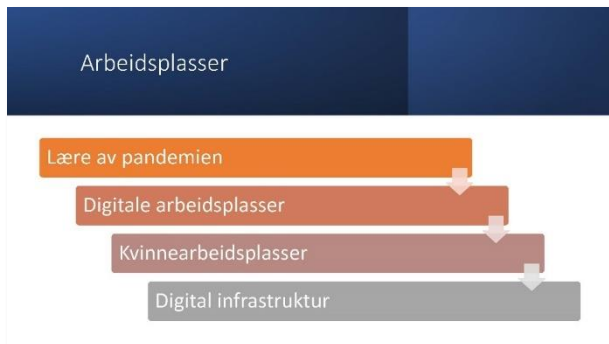 Arbeidsplasser
Lære av pandemien
Digitale arbeidsplasser
Kvinnearbeidsplasser
Digital infrastruktur